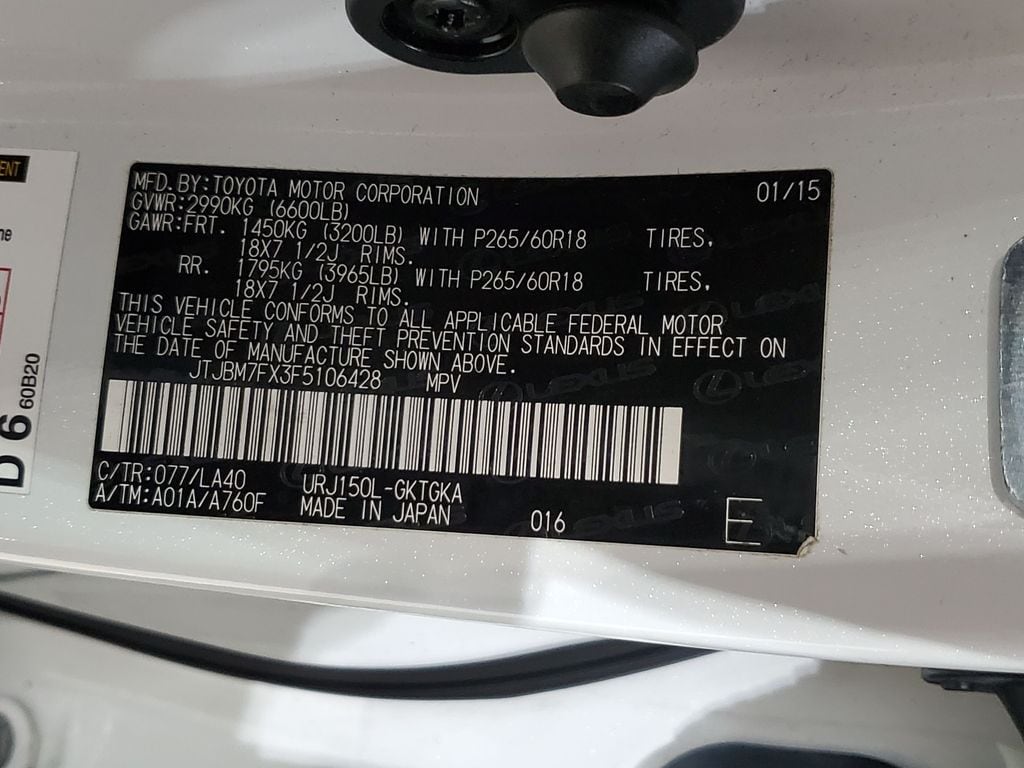 MFD. BY:TOYOTA MOTOR CORPORATION 01/15
GVWR:2990KG (6600LB)
GAWR:FRT. 1450KG (3200LB) WITH P265/60R18 TIRES,
18X7 1/2J RIMS.
RR. 1795KG (3965LB) WITH P265/60R18 TIRES,
18X7 1/2J RIMS.
THIS VEHICLE CONFORMS TO ALL APPLICABLE FEDERAL MOTOR
VEHICLE SAFETY AND THEFT PREVENTION STANDARDS IN EFFECT ON
THE DATE OF MANUFACTURE SHOWN ABOVE.
JTJBM7FX3F5106428 MPV
C/TR:077/LA40 URJ150L-GKTGKA
A/TM:A01A/A760F MADE IN JAPAN 016 E
LEXUS
60B20
D 6